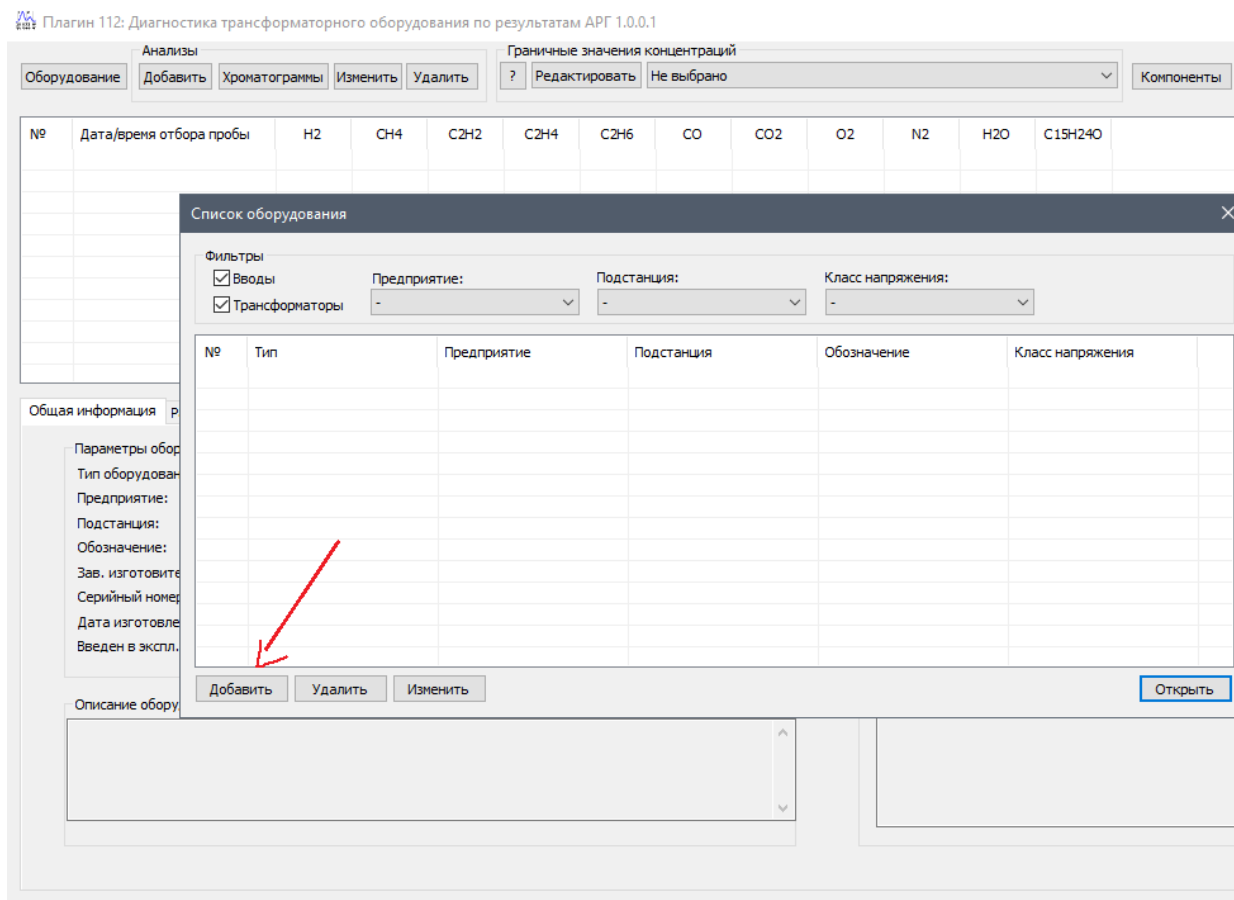 Плагин 112: Диагностика трансформаторного оборудования по результатам АРГ 1.0.0.1
Анализы Граничные значения концентраций
Оборудование Добавить Хроматограммы Изменить Удалить ? Редактировать Не выбрано Компоненты
№ Дата/время отбора пробы H2 CH4 C2H2 C2H4 C2H6 CO CO2 O2 N2 H2O C15H24O
Список оборудования
Фильтры
Вводы Предприятие: Подстанция: Класс напряжения:
Трансформаторы - - -
№ Тип Предприятие Подстанция Обозначение Класс напряжения
Общая информация Р
Параметры обор
Тип оборудован
Предприятие:
Подстанция:
Обозначение:
Зав. изготовите
Серийный номер
Дата изготовле
Введен в экспл.
Добавить Удалить Изменить Открыть
Описание обору